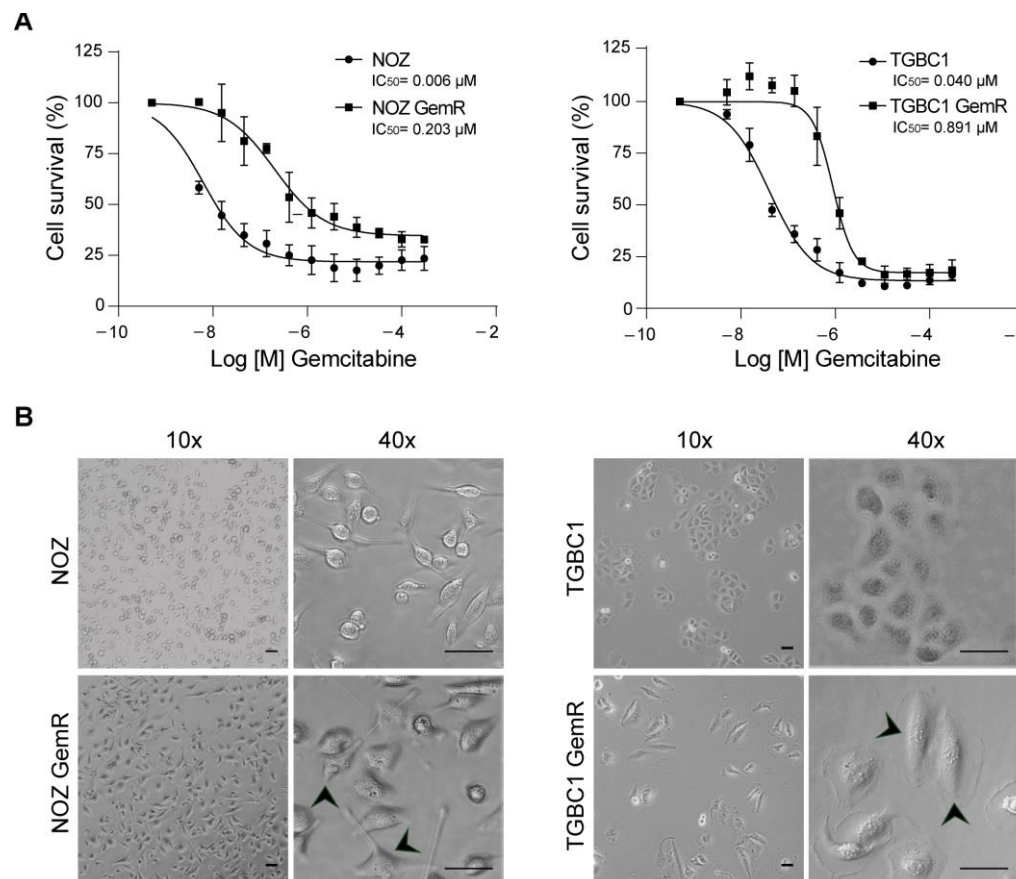 A
125
100
75
50
25
0
Cell survival (%)
−10
−8
−6
−4
−2
Log [M] Gemcitabine
NOZ
IC50= 0.006 µM
NOZ GemR
IC50= 0.203 µM
125
100
75
50
25
0
Cell survival (%)
−10
−8
−6
−4
Log [M] Gemcitabine
TGBC1
IC50= 0.040 µM
TGBC1 GemR
IC50= 0.891 µM
B
10x
40x
10x
40x
NOZ
TGBC1
NOZ GemR
TGBC1 GemR